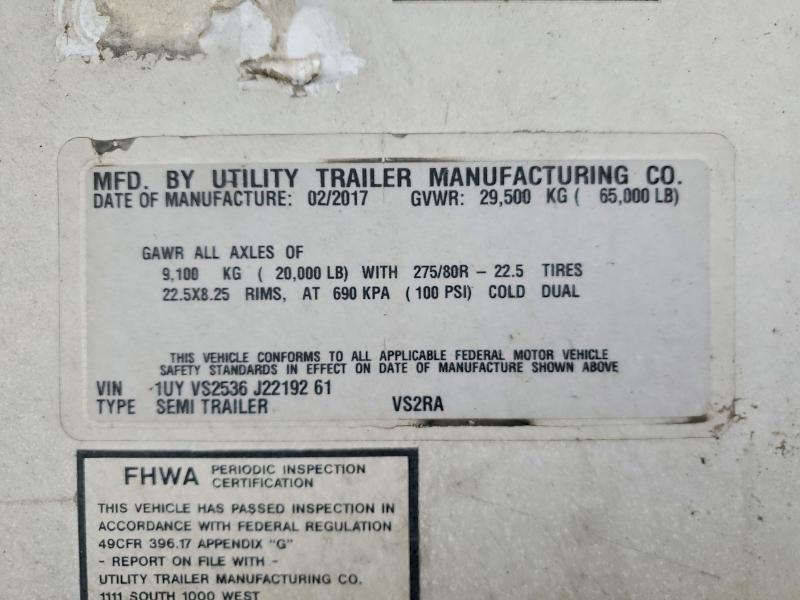 MFD. BY UTILITY TRAILER MANUFACTURING CO.
DATE OF MANUFACTURE: 02/2017 GVWR: 29,500 KG ( 65,000 LB)
GAWR ALL AXLES OF
9,100 KG ( 20,000 LB) WITH 275/80R - 22.5 TIRES
22.5X8.25 RIMS, AT 690 KPA ( 100 PSI) COLD DUAL
THIS VEHICLE CONFORMS TO ALL APPLICABLE FEDERAL MOTOR VEHICLE
SAFETY STANDARDS IN EFFECT ON DATE OF MANUFACTURE SHOWN ABOVE
VIN 1UY VS2536 J22192 61
TYPE SEMI TRAILER VS2RA
FHWA PERIODIC INSPECTION
CERTIFICATION
THIS VEHICLE HAS PASSED INSPECTION IN
ACCORDANCE WITH FEDERAL REGULATION
49CFR 396.17 APPENDIX "G"
- REPORT ON FILE WITH -
UTILITY TRAILER MANUFACTURING CO.
1111 SOUTH 1000 WEST